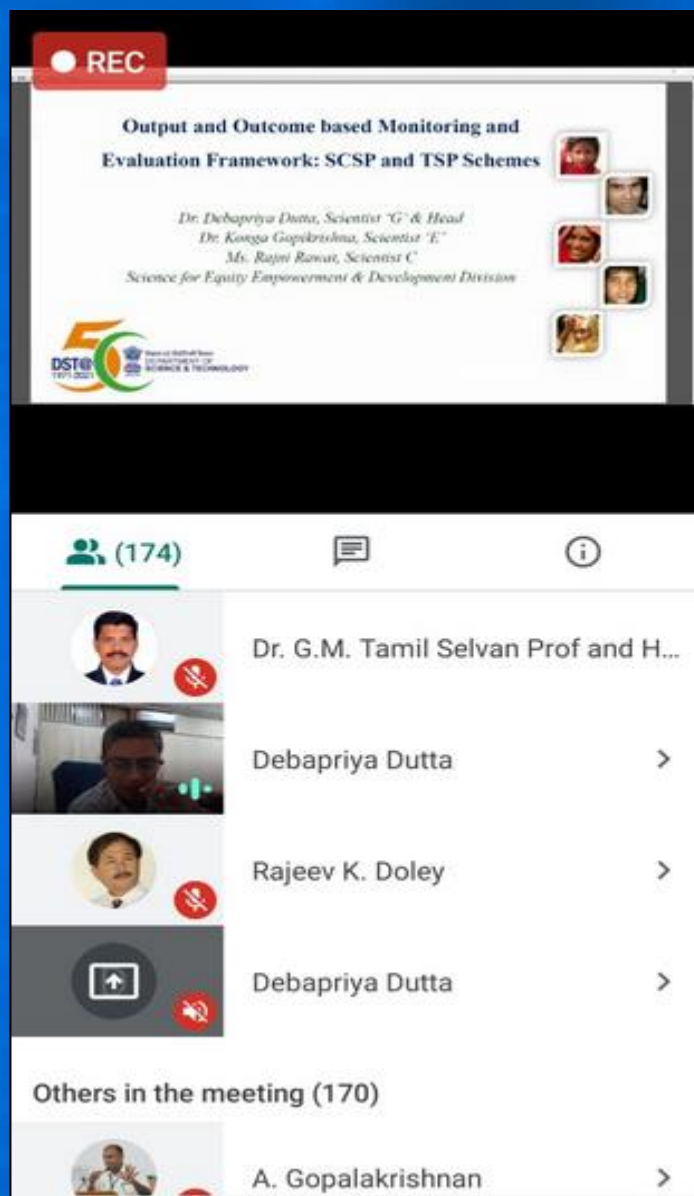 REC
Output and Outcome based Monitoring and
Evaluation Framework: SCSP and TSP Schemes
Dr. Debapriya Dutta, Scientist 'G' & Head
Dr. Konga Gopikrishna, Scientist 'E'
Ms. Rajni Rawat, Scientist C
Science for Equity Empowerment & Development Division
50
DST@
1971-2021
DEPARTMENT OF
SCIENCE & TECHNOLOGY
(174)
Dr. G.M. Tamil Selvan Prof and H...
Debapriya Dutta
Rajeev K. Doley
Debapriya Dutta
Others in the meeting (170)
A. Gopalakrishnan